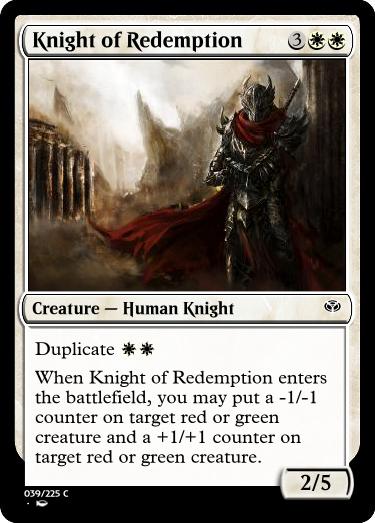 Knight of Redemption 3
Creature — Human Knight
Duplicate
When Knight of Redemption enters
the battlefield, you may put a -1/-1
counter on target red or green
creature and a +1/+1 counter on
target red or green creature.
2/5
039/225 C